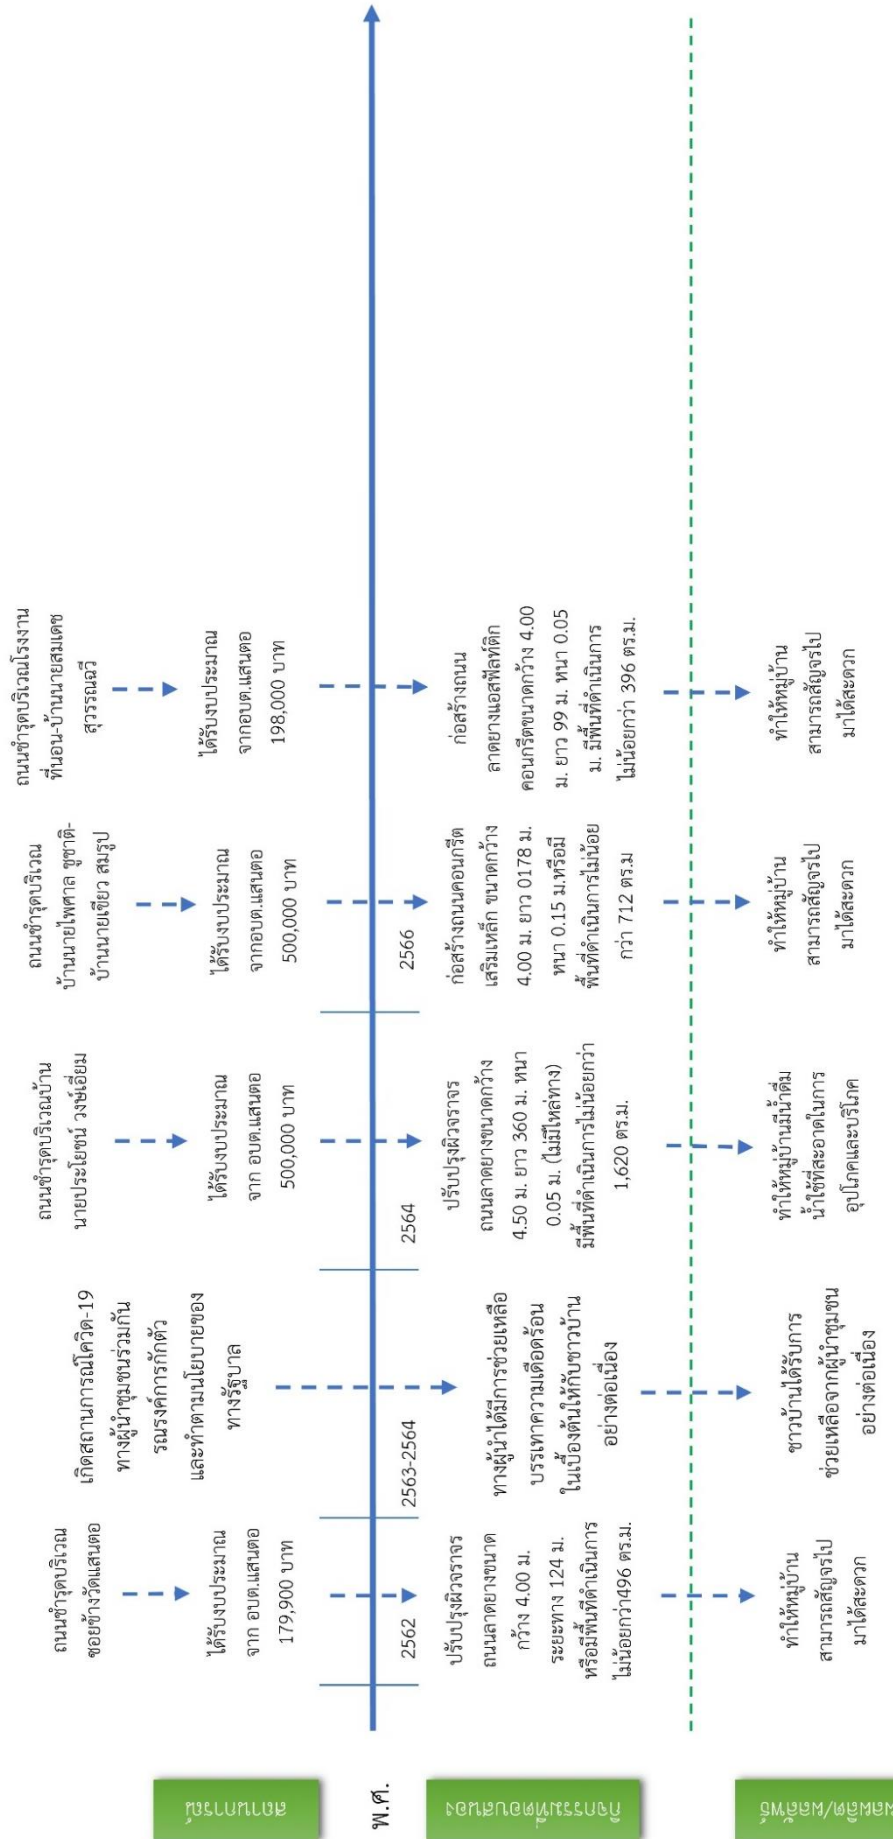 สถานการณ์
ถนนชำรุดบริเวณ
ซอยข้างวัดแสนตอ
ได้รับงบประมาณ
จาก อบต.แสนตอ
179,900 บาท
เกิดสถานการณ์โควิด-19
ทางผู้นำชุมชนร่วมกัน
รณรงค์การกักตัว
และทำตามนโยบายของ
ทางรัฐบาล
ถนนชำรุดบริเวณบ้าน
นายประโยชน์ วงษ์เอี่ยม
ได้รับงบประมาณ
จาก อบต.แสนตอ
500,000 บาท
ถนนชำรุดบริเวณ
บ้านนายไพศาล ชูชาติ-
บ้านนายเขียว สมรูป
ได้รับงบประมาณ
จากอบต.แสนตอ
500,000 บาท
ถนนชำรุดบริเวณโรงงาน
ที่นอน-บ้านนายสมเดช
สุวรรณฉวี
ได้รับงบประมาณ
จากอบต.แสนตอ
198,000 บาท
พ.ศ.
2562
2563-2564
2564
2566
กิจกรรมที่ตอบสนอง
ปรับปรุงผิวจราจร
ถนนลาดยางขนาด
กว้าง 4.00 ม.
ระยะทาง 124 ม.
หรือมีพื้นที่ดำเนินการ
ไม่น้อยกว่า496 ตร.ม.
ทางผู้นำได้มีการช่วยเหลือ
บรรเทาความเดือดร้อน
ในเบื้องต้นให้กับชาวบ้าน
อย่างต่อเนื่อง
ปรับปรุงผิวจราจร
ถนนลาดยางขนาดกว้าง
4.50 ม. ยาว 360 ม. หนา
0.05 ม. (ไม่มีไหล่ทาง)
มีพื้นที่ดำเนินการไม่น้อยกว่า
1,620 ตร.ม.
ก่อสร้างถนนคอนกรีต
เสริมเหล็ก ขนาดกว้าง
4.00 ม. ยาว 0178 ม.
หนา 0.15 ม.หรือมี
พื้นที่ดำเนินการไม่น้อย
กว่า 712 ตร.ม
ก่อสร้างถนน
ลาดยางแอสฟัลท์ติก
คอนกรีตขนาดกว้าง 4.00
ม. ยาว 99 ม. หนา 0.05
ม. มีพื้นที่ดำเนินการ
ไม่น้อยกว่า 396 ตร.ม.
ผลผลิต/ผลลัพธ์
ทำให้หมู่บ้าน
สามารถสัญจรไป
มาได้สะดวก
ชาวบ้านได้รับการ
ช่วยเหลือจากผู้นำชุมชน
อย่างต่อเนื่อง
ทำให้หมู่บ้านมีน้ำดื่ม
น้ำใช้ที่สะอาดในการ
อุปโภคและบริโภค
ทำให้หมู่บ้าน
สามารถสัญจรไป
มาได้สะดวก
ทำให้หมู่บ้าน
สามารถสัญจรไป
มาได้สะดวก